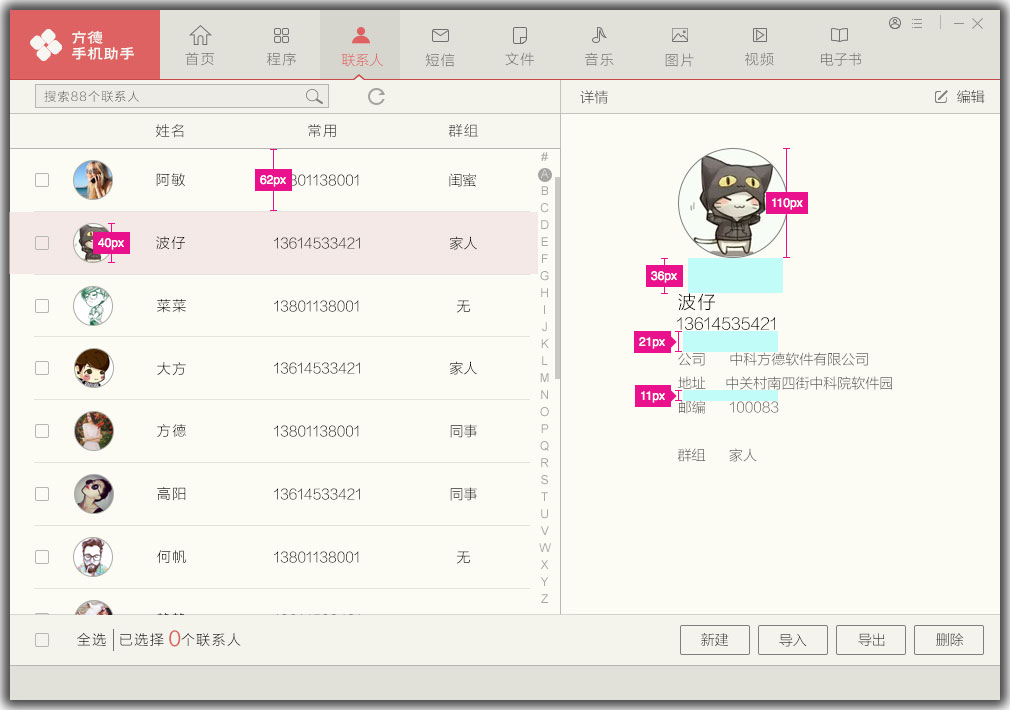 方德
手机助手
首页 程序 联系人 短信 文件 音乐 图片 视频 电子书
搜索88个联系人
详情 编辑
姓名 常用 群组
阿敏 62px 801138001 闺蜜
40px 波仔 13614533421 家人
菜菜 13801138001 无
大方 13614533421 家人
方德 13801138001 同事
高阳 13614533421 同事
何帆 13801138001 无
#
A
B
C
D
E
F
G
H
I
J
K
L
M
N
O
P
Q
R
S
T
U
V
W
X
Y
Z
110px
36px
波仔
13614535421
21px
公司 中科方德软件有限公司
地址 中关村南四街中科院软件园
11px
邮编 100083
群组 家人
全选 已选择 0个联系人
新建 导入 导出 删除